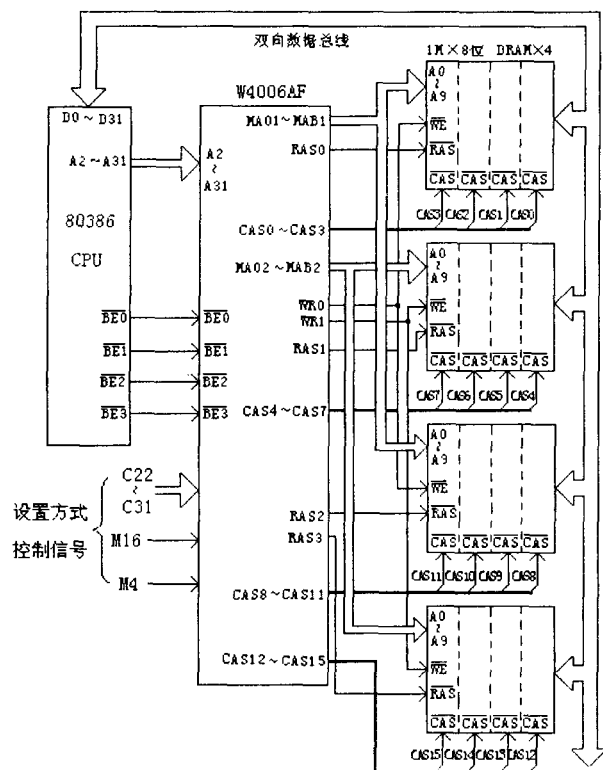 双向数据总线
1M×8位 DRAM×4
D0～D31
A2～A31
80386
CPU
BE0
BE1
BE2
BE3
W4006AF
A2
～
A31
BE0
BE1
BE2
BE3
MA01～MAB1
RAS0
CAS0～CAS3
MA02～MAB2
WR0
WR1
RAS1
CAS4～CAS7
RAS2
RAS3
CAS8～CAS11
CAS12～CAS15
设置方式
控制信号
C22
～
C31
M16
M4
A0
～
A9
WE
RAS
CAS CAS CAS CAS
CAS3 CAS2 CAS1 CAS0
A0
～
A9
WE
RAS
CAS CAS CAS CAS
CAS7 CAS6 CAS5 CAS4
A0
～
A9
WE
RAS
CAS CAS CAS CAS
CAS11 CAS10 CAS9 CAS8
A0
～
A9
WE
RAS
CAS CAS CAS CAS
CAS15 CAS14 CAS13 CAS12